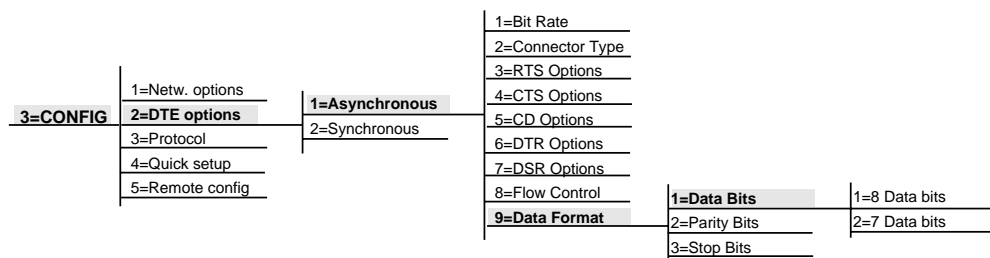 3=CONFIG
1=Netw. options
2=DTE options
3=Protocol
4=Quick setup
5=Remote config
1=Asynchronous
2=Synchronous
1=Bit Rate
2=Connector Type
3=RTS Options
4=CTS Options
5=CD Options
6=DTR Options
7=DSR Options
8=Flow Control
9=Data Format
1=Data Bits
2=Parity Bits
3=Stop Bits
1=8 Data bits
2=7 Data bits